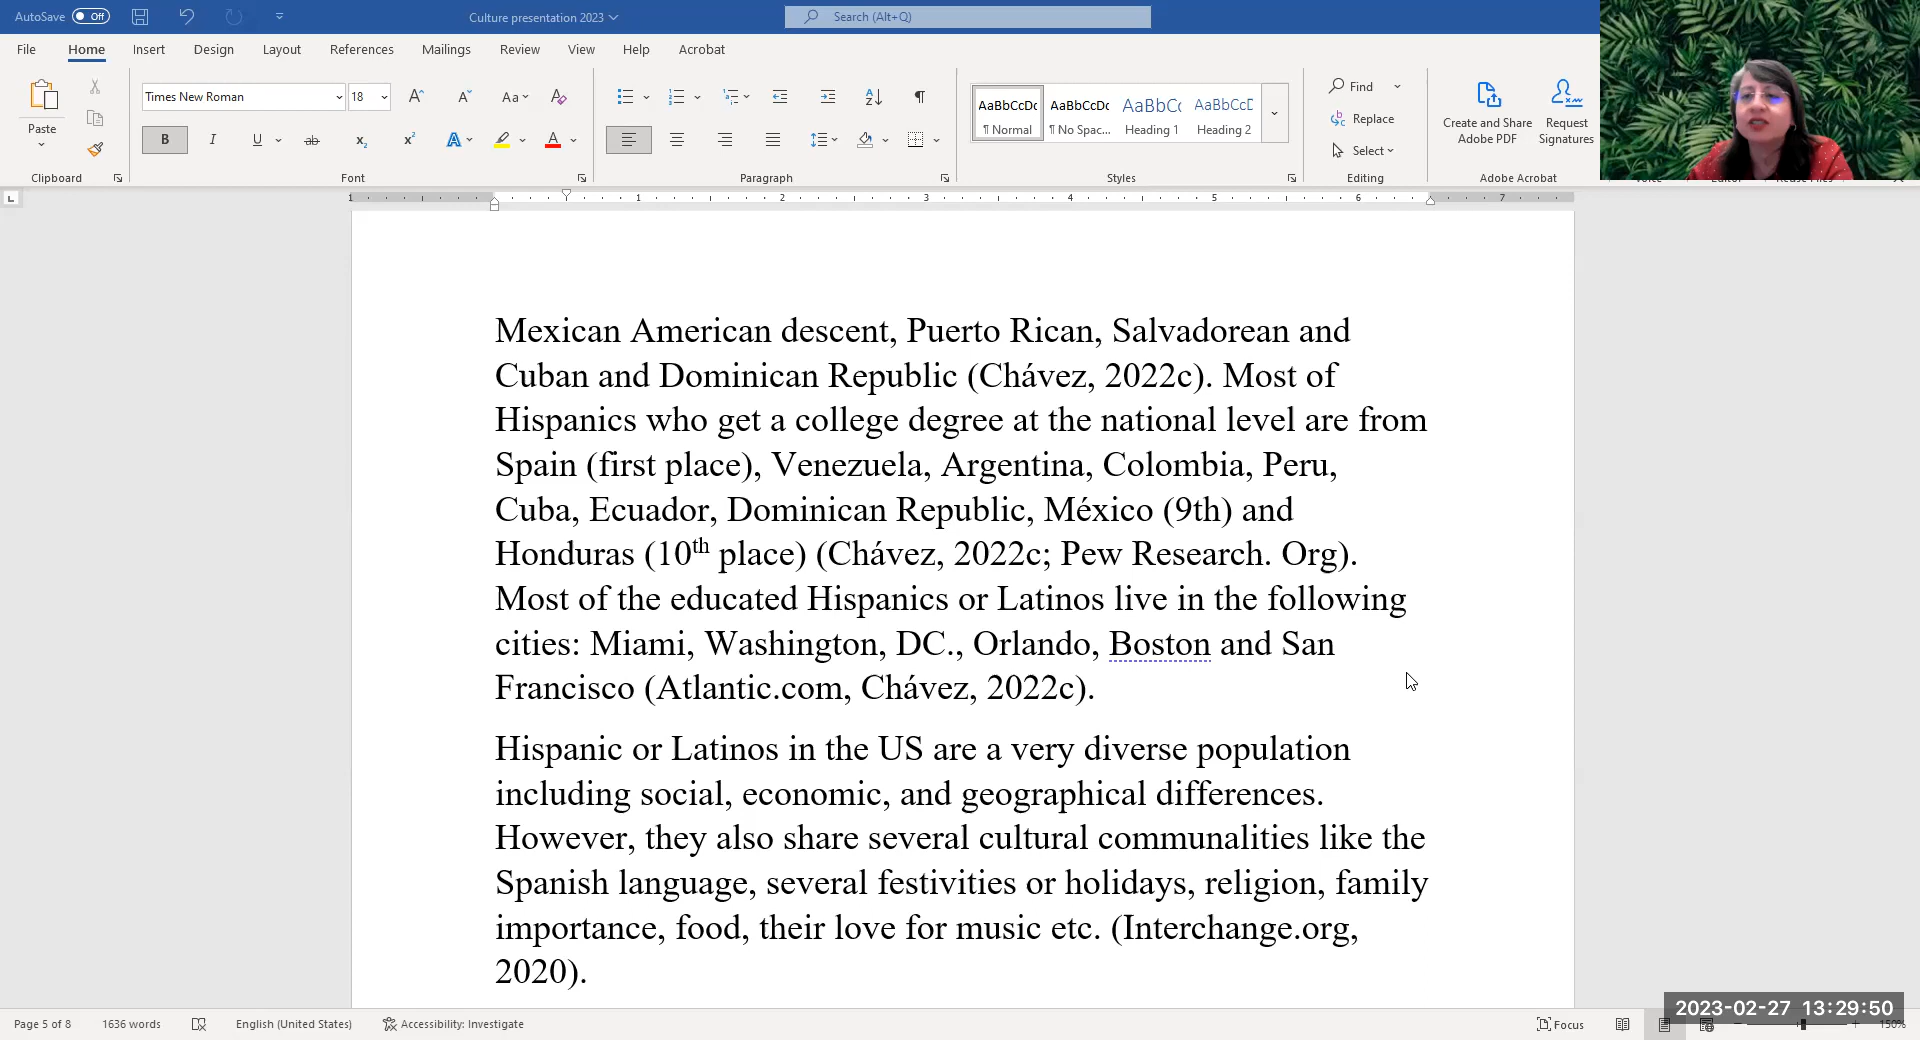 AutoSave Off Culture presentation 2023 Search (Alt+Q)
File Home Insert Design Layout References Mailings Review View Help Acrobat
Times New Roman 18
Paste
AaBbCcDc AaBbCcDc AaBbCc AaBbCcE
¶ Normal ¶ No Spac... Heading 1 Heading 2
Find
Replace
Select
Create and Share
Adobe PDF
Request
Signatures
Clipboard Font Paragraph Styles Editing Adobe Acrobat
1 1 2 3 4 5 6 7
Mexican American descent, Puerto Rican, Salvadorean and
Cuban and Dominican Republic (Chávez, 2022c). Most of
Hispanics who get a college degree at the national level are from
Spain (first place), Venezuela, Argentina, Colombia, Peru,
Cuba, Ecuador, Dominican Republic, México (9th) and
Honduras (10th place) (Chávez, 2022c; Pew Research. Org).
Most of the educated Hispanics or Latinos live in the following
cities: Miami, Washington, DC., Orlando, Boston and San
Francisco (Atlantic.com, Chávez, 2022c).
Hispanic or Latinos in the US are a very diverse population
including social, economic, and geographical differences.
However, they also share several cultural communalities like the
Spanish language, several festivities or holidays, religion, family
importance, food, their love for music etc. (Interchange.org,
2020).
2023-02-27 13:29:50
Page 5 of 8 1636 words English (United States) Accessibility: Investigate Focus 150%